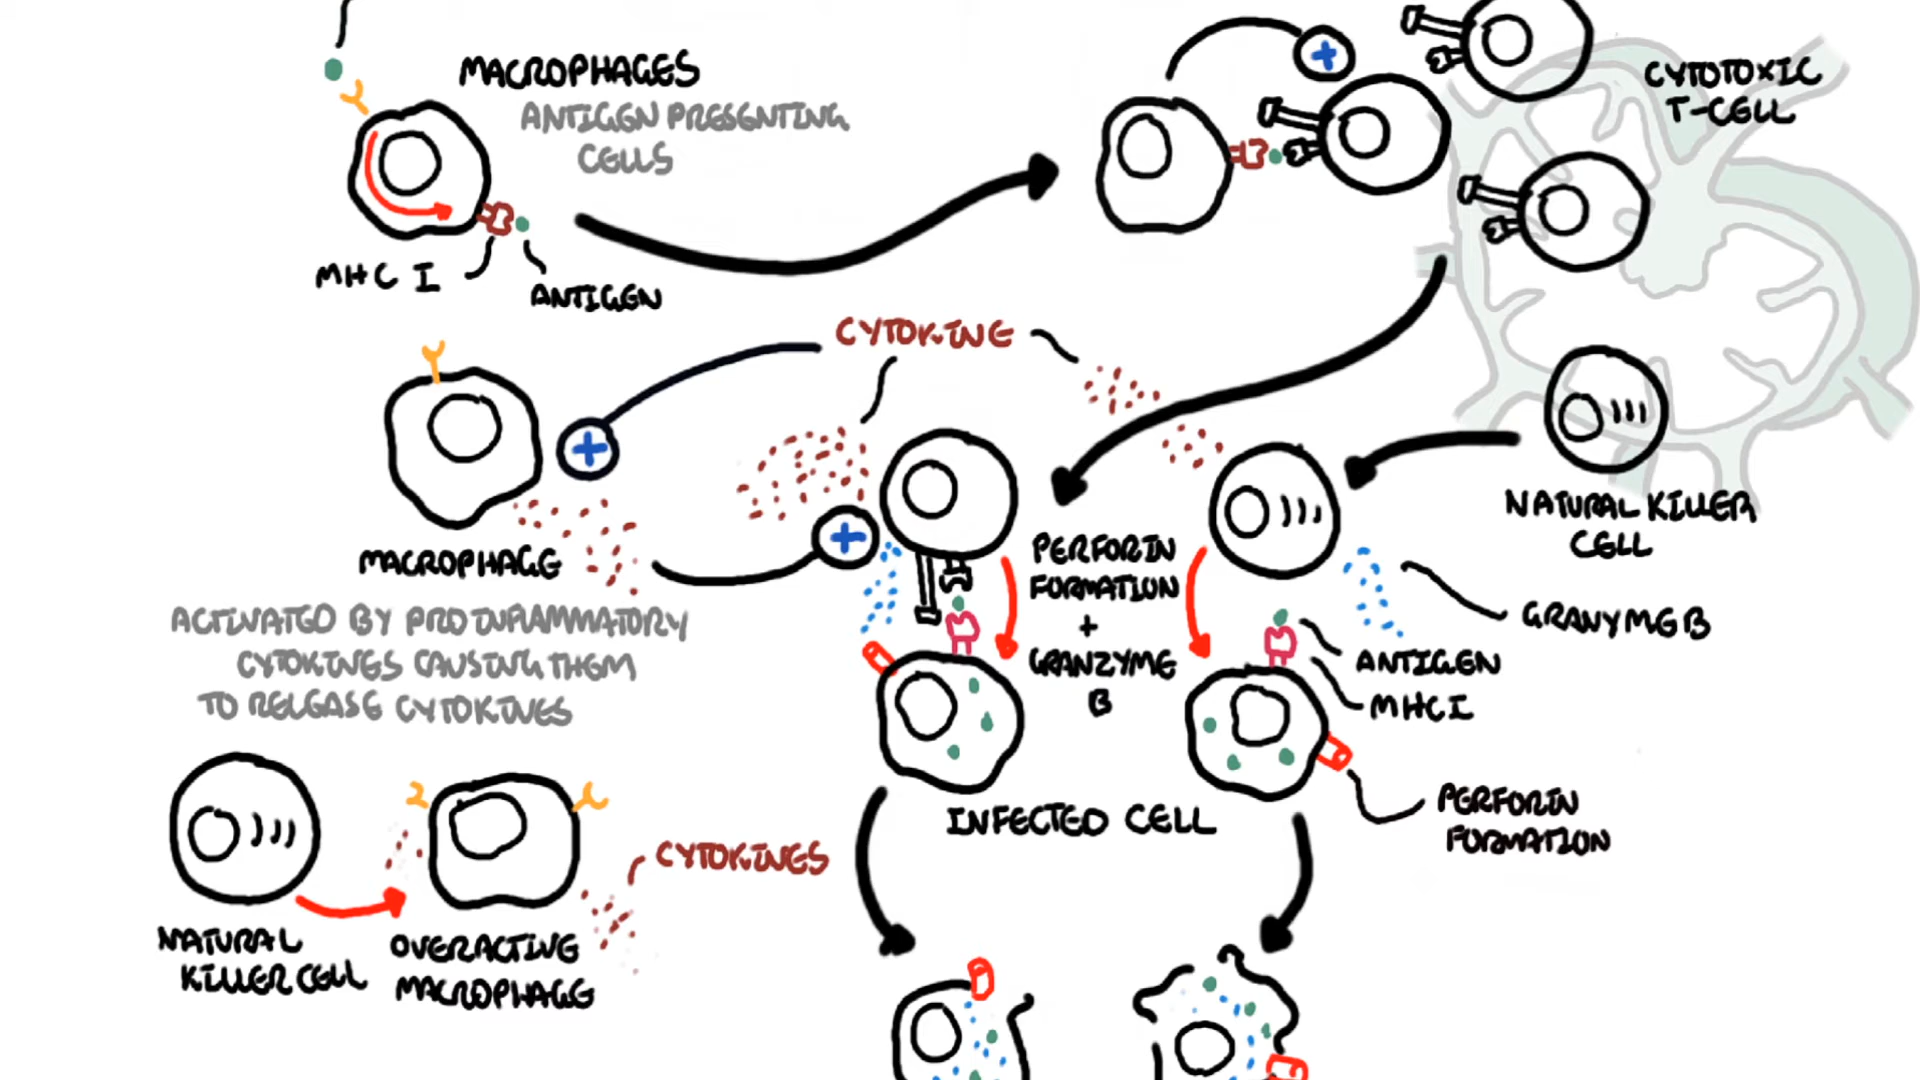 MACROPHAGES
ANTIGEN PRESENTING
CELLS
MHC I
ANTIGEN
CYTOTOXIC
T-CELL
CYTOKINE
NATURAL KILLER
CELL
MACROPHAGE
ACTIVATED BY PROINFLAMMATORY
CYTOKINES CAUSING THEM
TO RELEASE CYTOKINES
PERFORIN
FORMATION
+
GRANZYME
B
GRANYMEB
ANTIGEN
MHC I
INFECTED CELL
PERFORIN
FORMATION
CYTOKINES
NATURAL
KILLER CELL
OVERACTING
MACROPHAGE